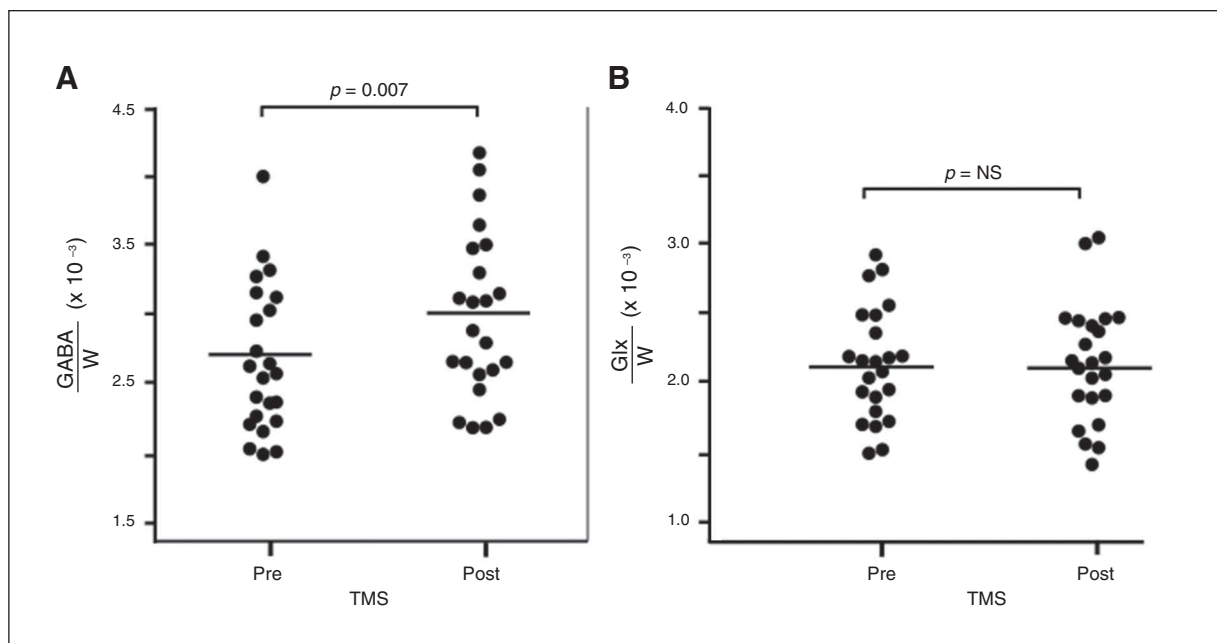 A
p = 0.007
4.5
3.5
2.5
1.5
GABA
W
(x 10 –3)
Pre
Post
TMS
B
p = NS
4.0
3.0
2.0
1.0
Glx
W
(x 10 –3)
Pre
Post
TMS